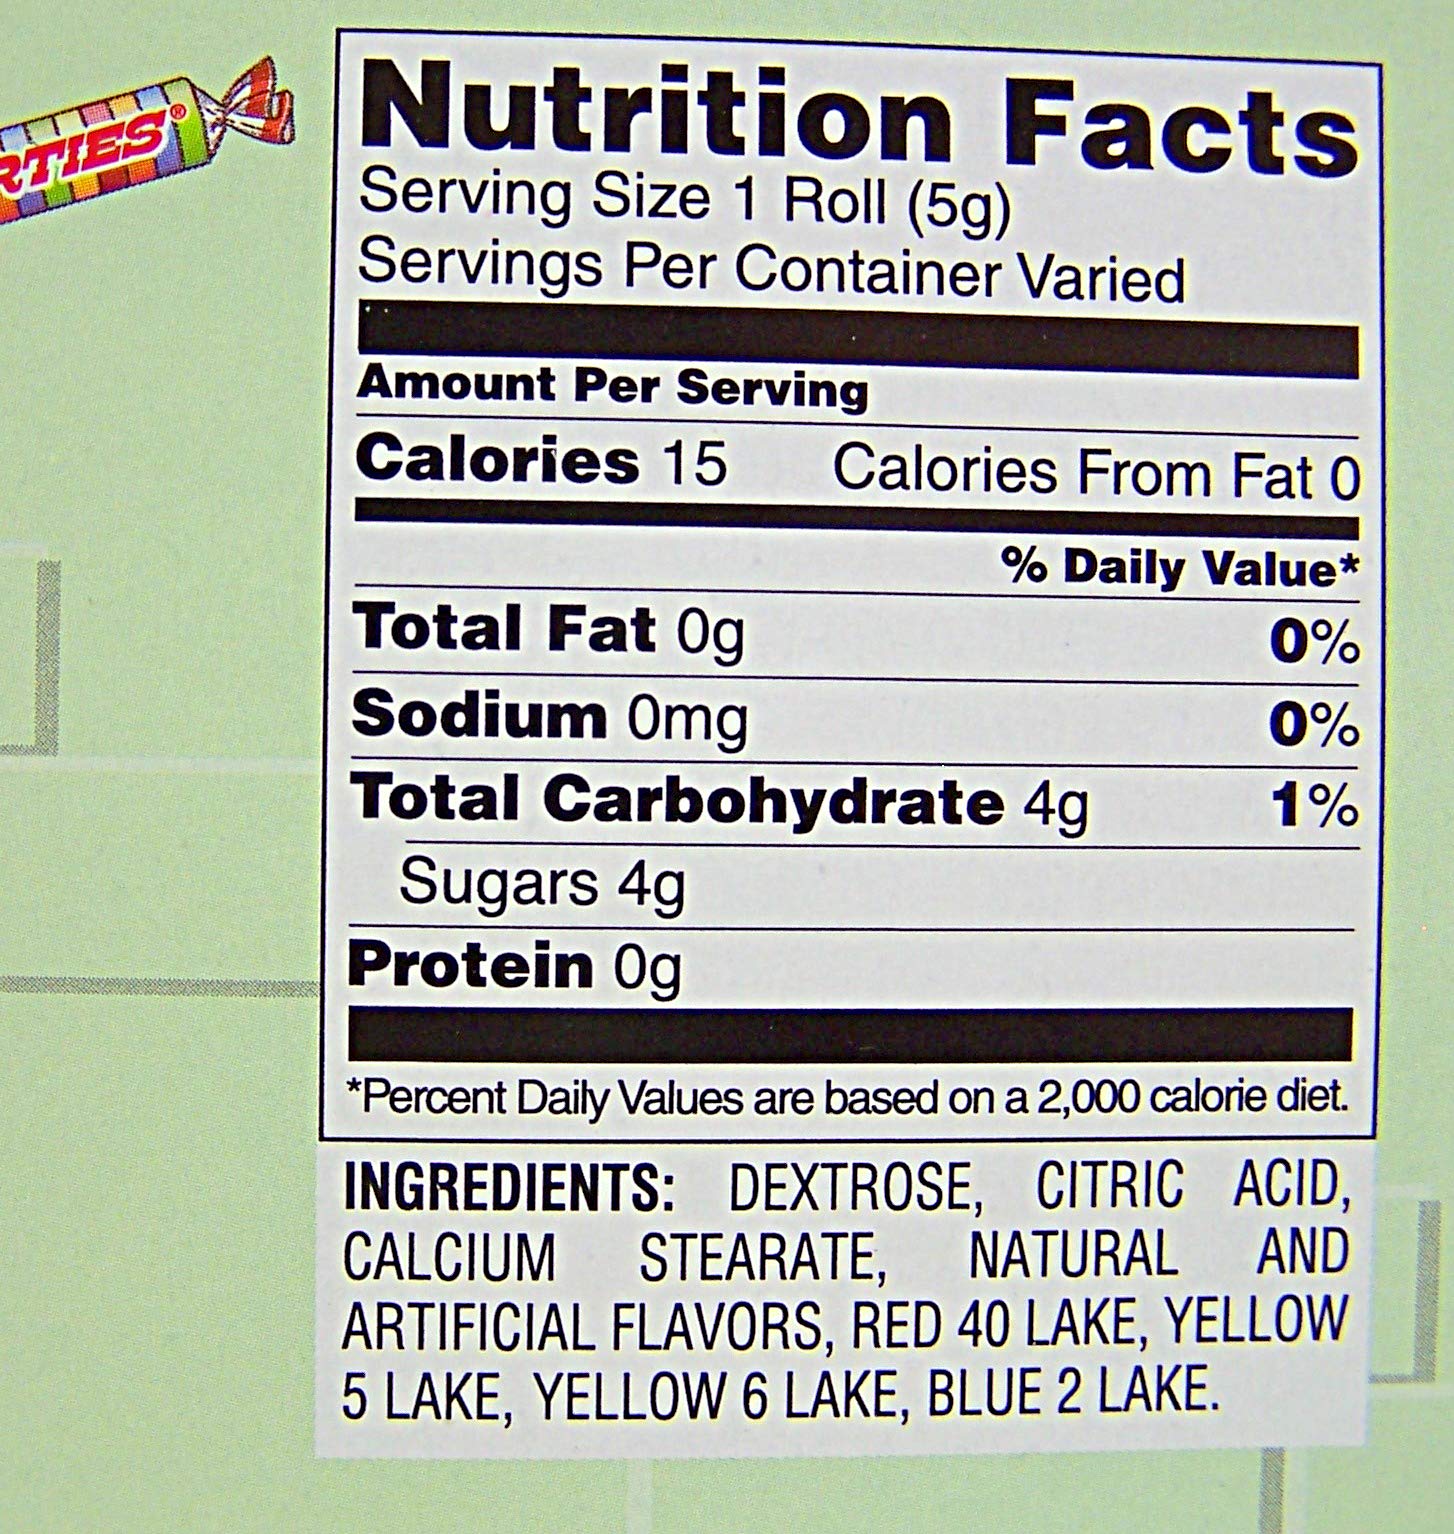 RTIES®
Nutrition Facts
Serving Size 1 Roll (5g)
Servings Per Container Varied
Amount Per Serving
Calories 15 Calories From Fat 0
% Daily Value*
Total Fat 0g 0%
Sodium 0mg 0%
Total Carbohydrate 4g 1%
Sugars 4g
Protein 0g
*Percent Daily Values are based on a 2,000 calorie diet.
INGREDIENTS: DEXTROSE, CITRIC ACID,
CALCIUM STEARATE, NATURAL AND
ARTIFICIAL FLAVORS, RED 40 LAKE, YELLOW
5 LAKE, YELLOW 6 LAKE, BLUE 2 LAKE.